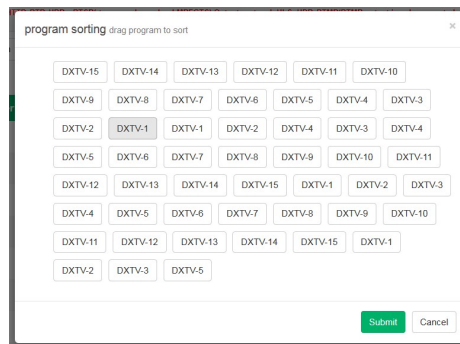 program sorting drag program to sort ×
DXTV-15 DXTV-14 DXTV-13 DXTV-12 DXTV-11 DXTV-10
DXTV-9 DXTV-8 DXTV-7 DXTV-6 DXTV-5 DXTV-4 DXTV-3
DXTV-2 DXTV-1 DXTV-1 DXTV-2 DXTV-4 DXTV-3 DXTV-4
DXTV-5 DXTV-6 DXTV-7 DXTV-8 DXTV-9 DXTV-10 DXTV-11
DXTV-12 DXTV-13 DXTV-14 DXTV-15 DXTV-1 DXTV-2 DXTV-3
DXTV-4 DXTV-5 DXTV-6 DXTV-7 DXTV-8 DXTV-9 DXTV-10
DXTV-11 DXTV-12 DXTV-13 DXTV-14 DXTV-15 DXTV-1
DXTV-2 DXTV-3 DXTV-5
Submit Cancel